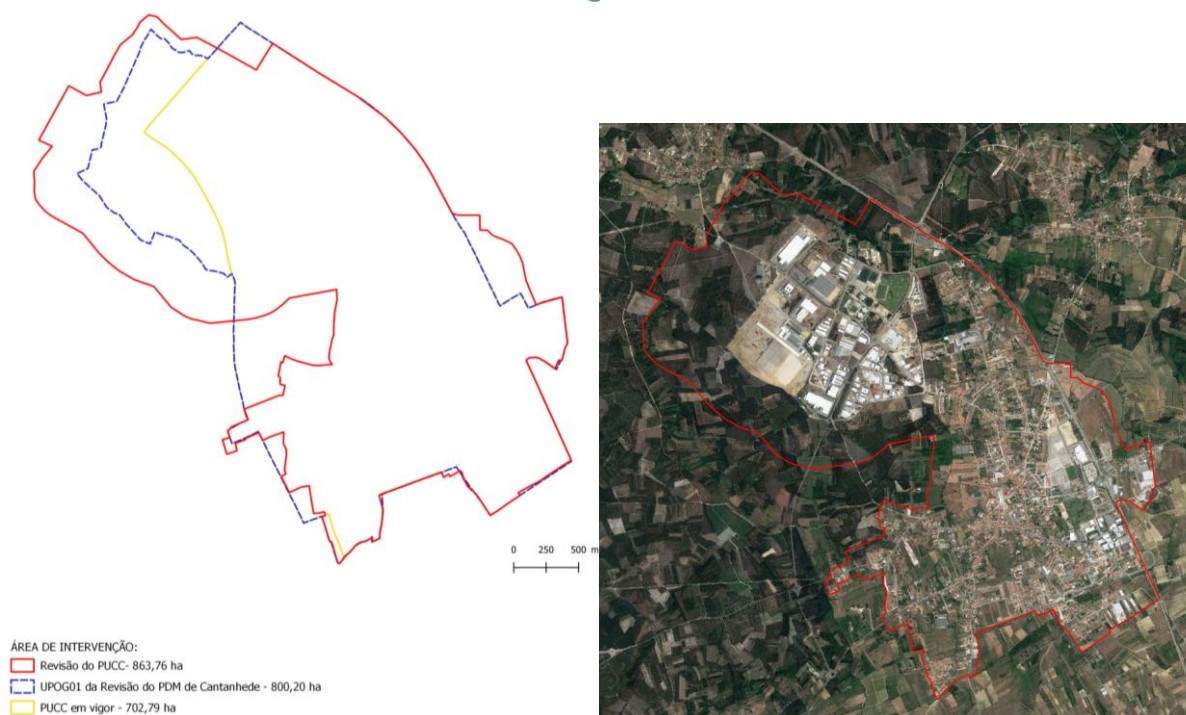 0 250 500 m
ÁREA DE INTERVENÇÃO:
Revisão do PUCC- 863,76 ha
UPOG01 da Revisão do PDM de Cantanhede - 800,20 ha
PUCC em vigor - 702,79 ha